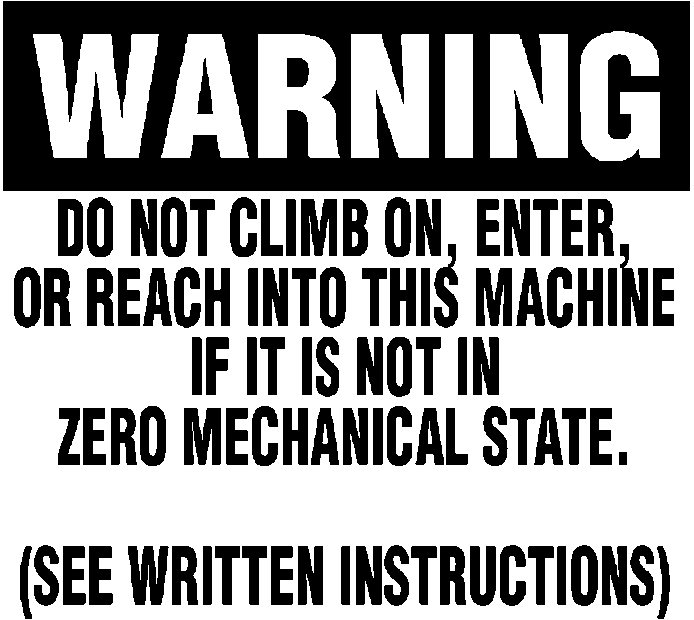 WARNING
DO NOT CLIMB ON, ENTER,
OR REACH INTO THIS MACHINE
IF IT IS NOT IN
ZERO MECHANICAL STATE.
(SEE WRITTEN INSTRUCTIONS)